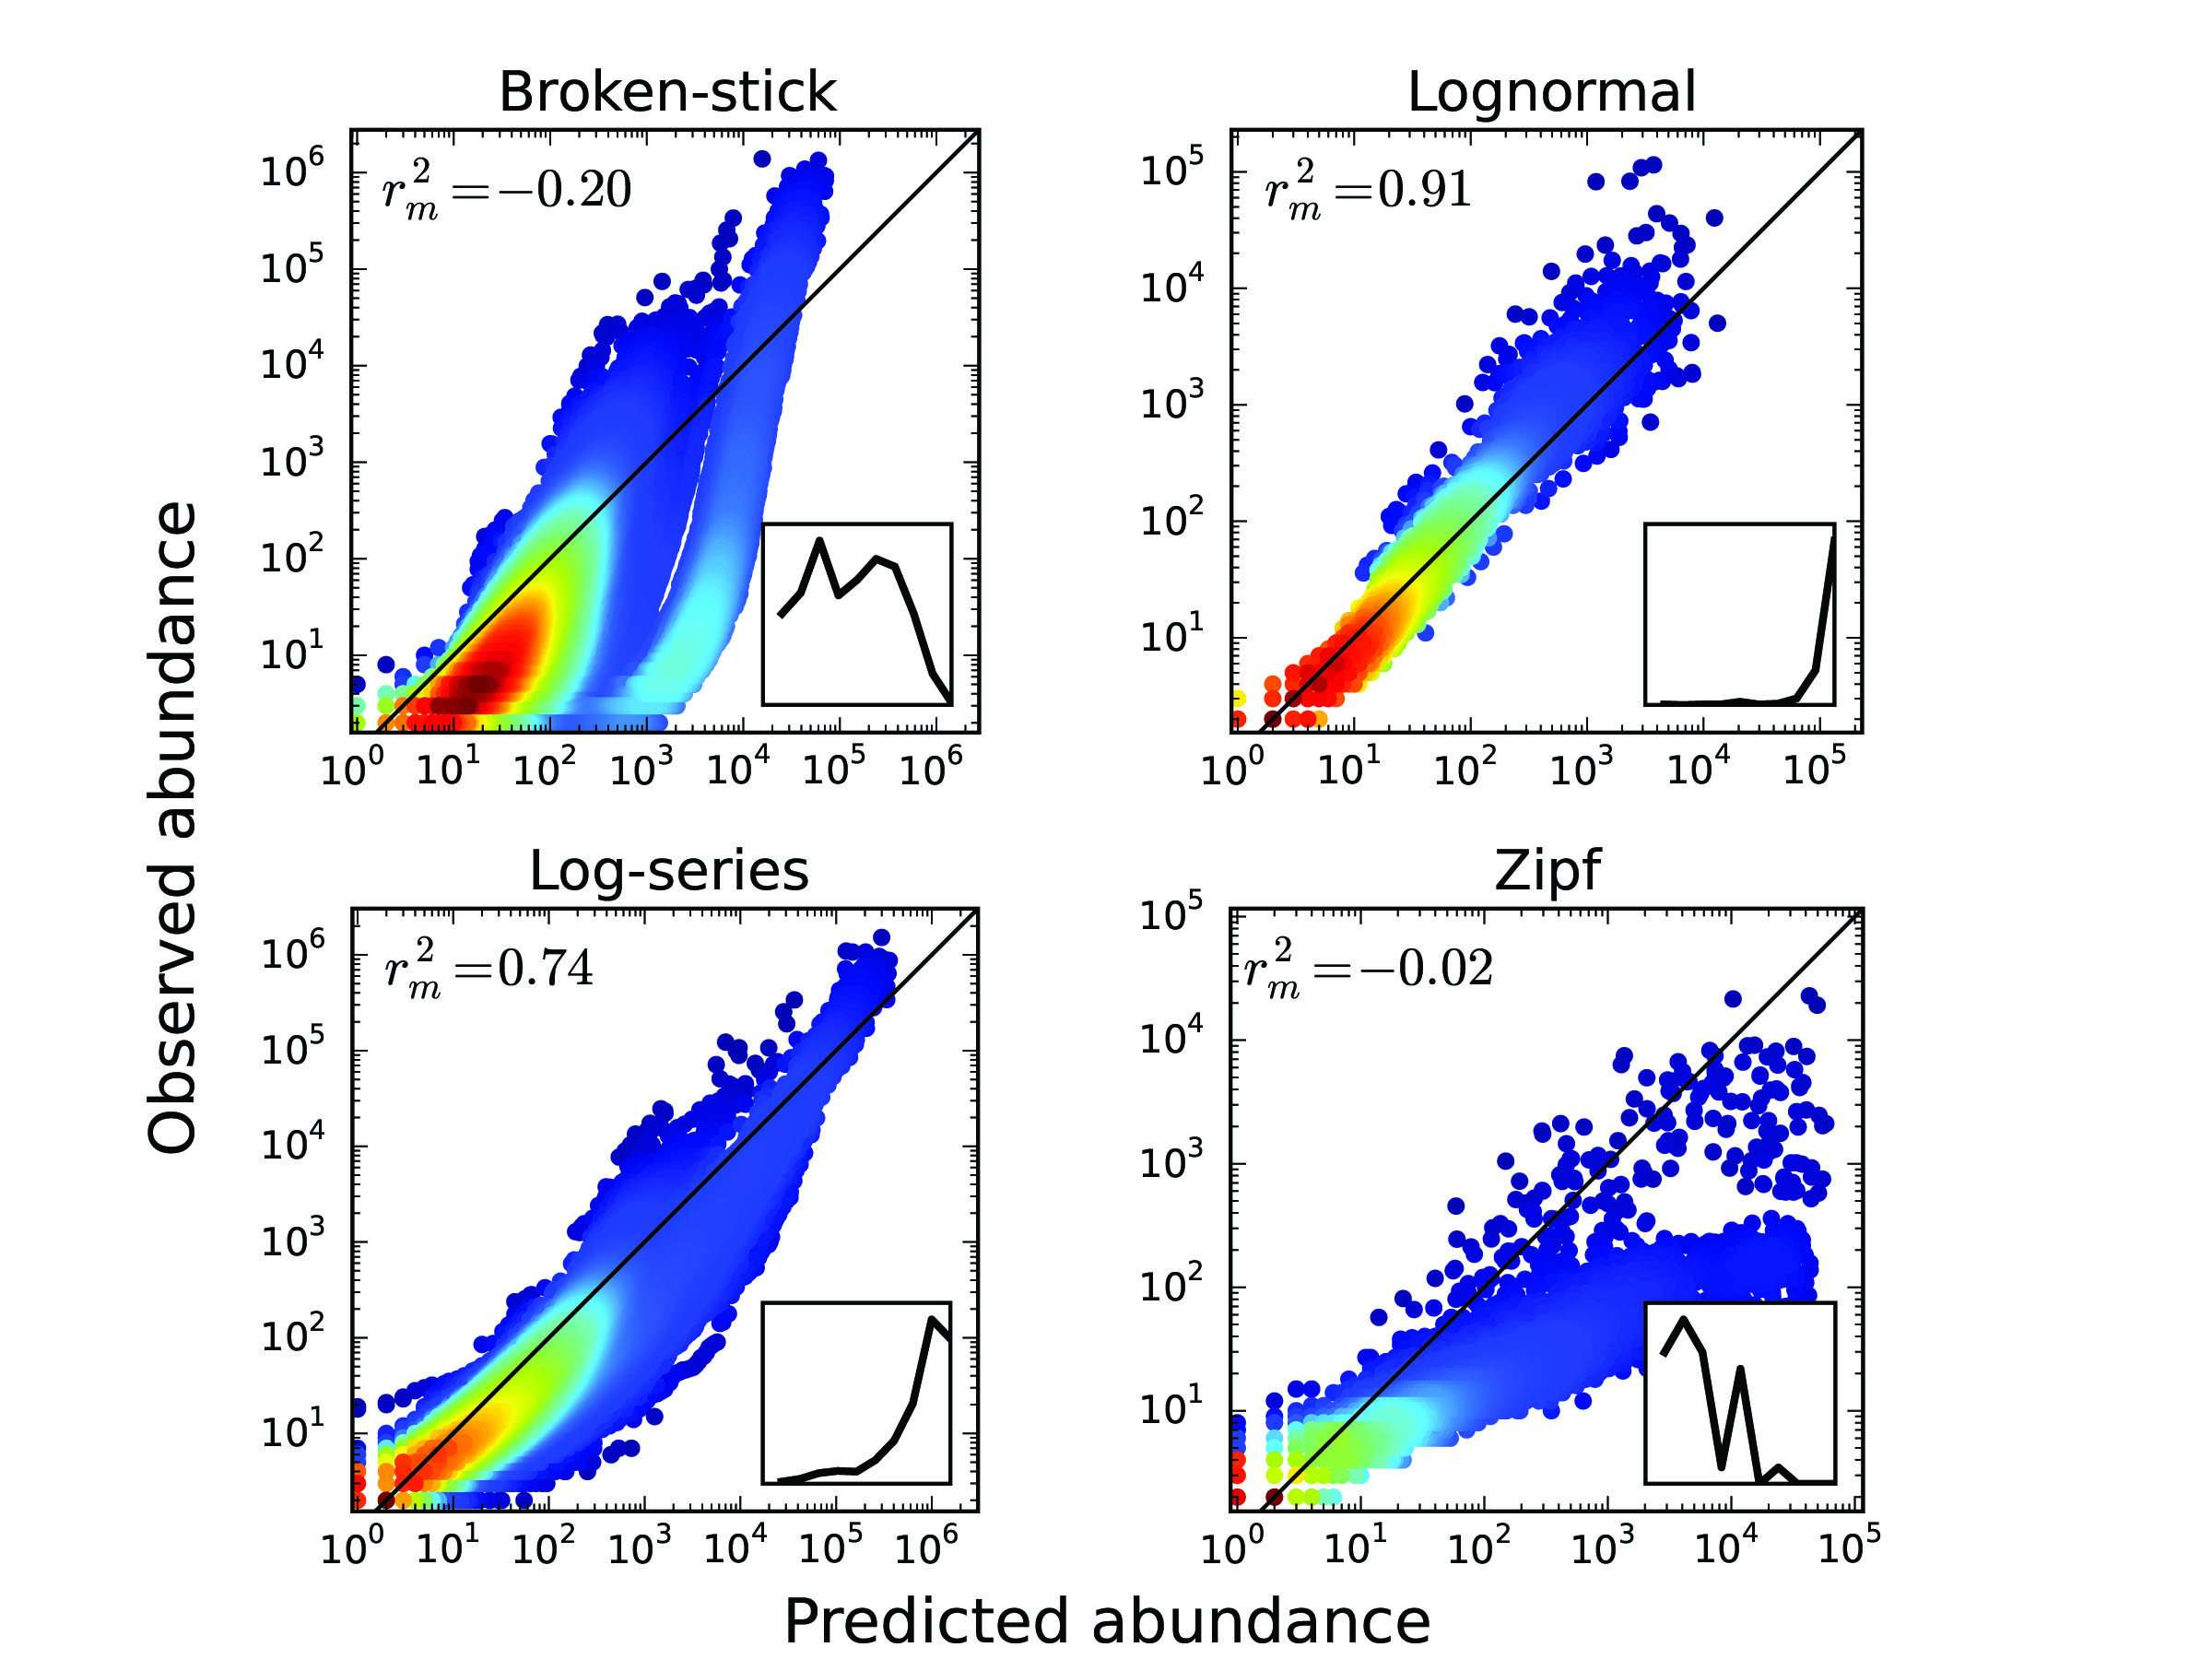 Broken-stick
r_m^2 = −0.20
10^6
10^5
10^4
10^3
10^2
10^1
10^0 10^1 10^2 10^3 10^4 10^5 10^6
Lognormal
r_m^2 = 0.91
10^5
10^4
10^3
10^2
10^1
10^0 10^1 10^2 10^3 10^4 10^5
Observed abundance
Log-series
r_m^2 = 0.74
10^6
10^5
10^4
10^3
10^2
10^1
10^0 10^1 10^2 10^3 10^4 10^5 10^6
Zipf
r_m^2 = −0.02
10^5
10^4
10^3
10^2
10^1
10^0 10^1 10^2 10^3 10^4 10^5
Predicted abundance